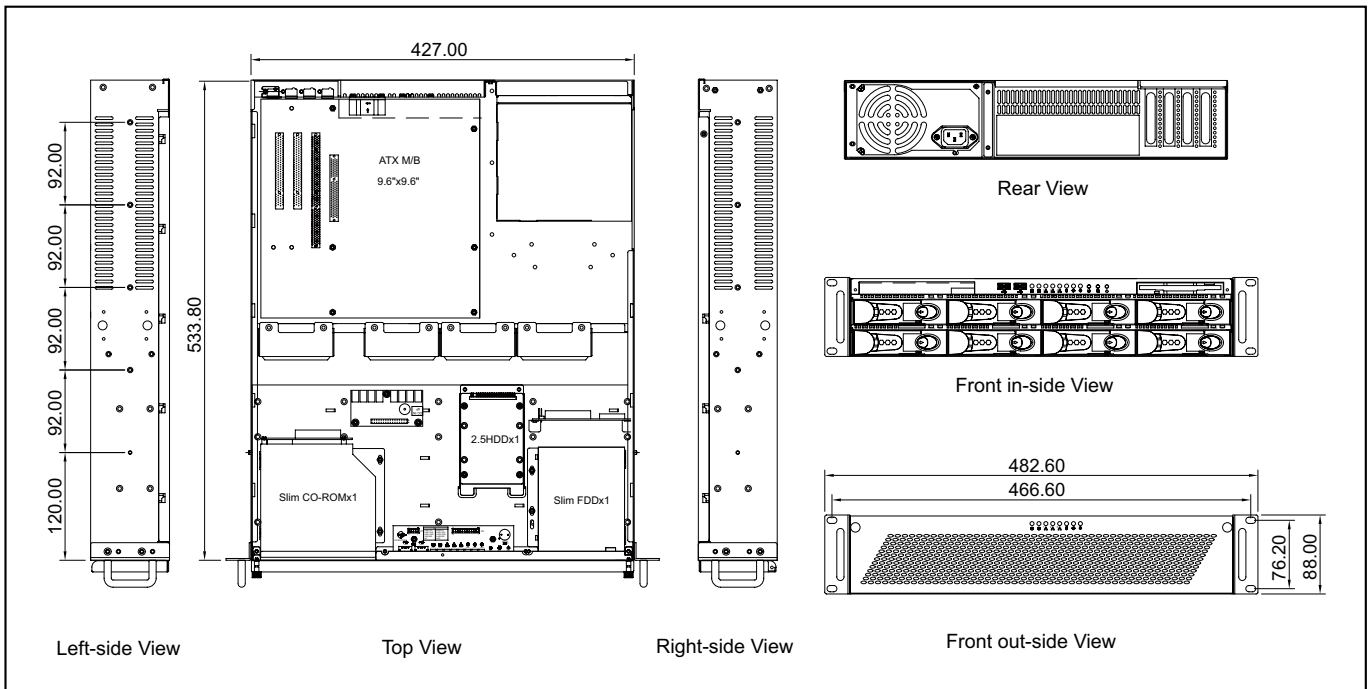 427.00
92.00
92.00
92.00
92.00
120.00
533.80
ATX M/B
9.6"x9.6"
2.5HDDx1
Slim CO-ROMx1
Slim FDDx1
Rear View
Front in-side View
482.60
466.60
76.20
88.00
Left-side View
Top View
Right-side View
Front out-side View